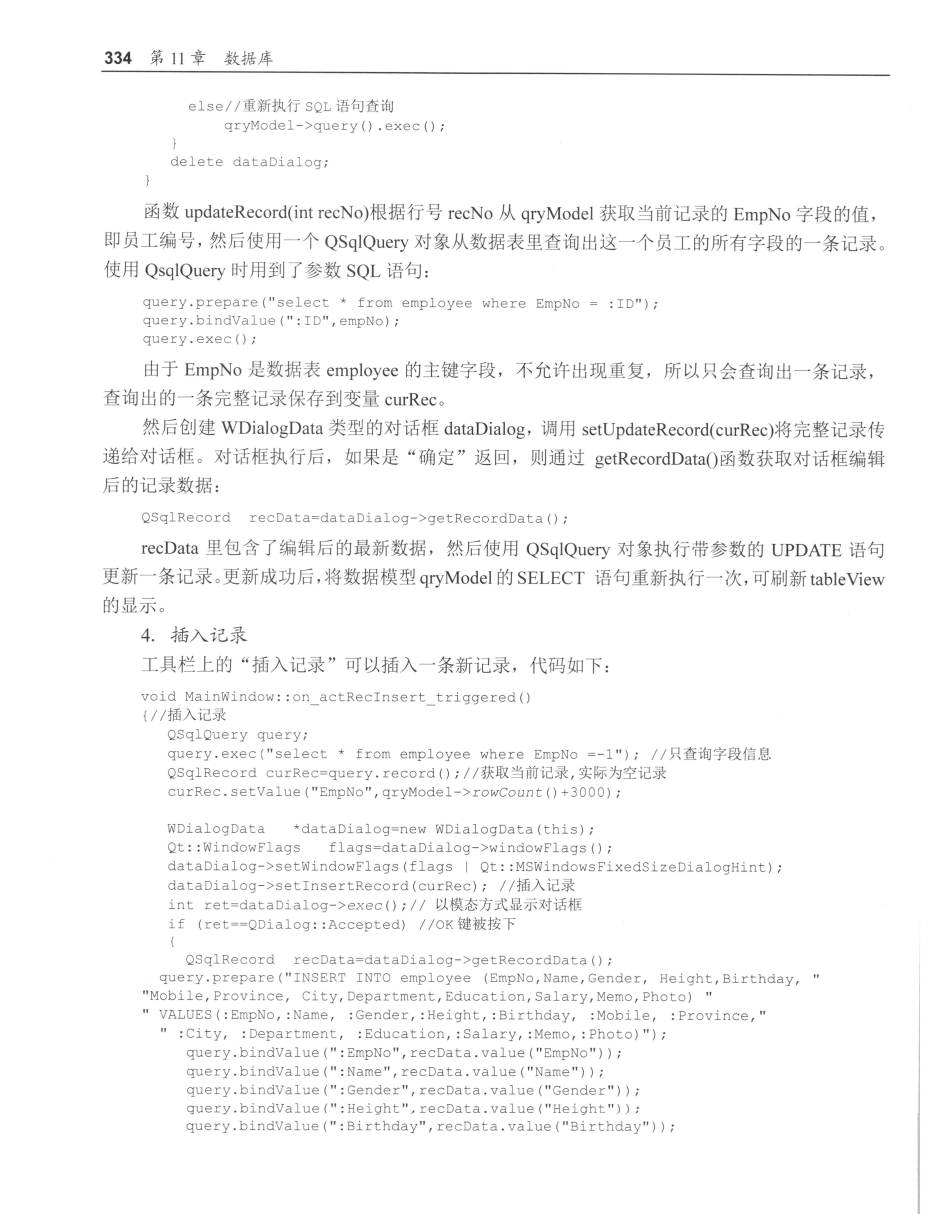 334 第 11 章 数据库
else//重新执行 SQL 语句查询
qryModel->query().exec();
}
delete dataDialog;
}
函数 updateRecord(int recNo)根据行号 recNo 从 qryModel 获取当前记录的 EmpNo 字段的值，
即员工编号，然后使用一个 QSqlQuery 对象从数据表里查询出这一个员工的所有字段的一条记录。
使用 QsqlQuery 时用到了参数 SQL 语句：
query.prepare("select * from employee where EmpNo = :ID");
query.bindValue(":ID",empNo);
query.exec();
由于 EmpNo 是数据表 employee 的主键字段，不允许出现重复，所以只会查询出一条记录，
查询出的一条完整记录保存到变量 curRec。
然后创建 WDialogData 类型的对话框 dataDialog，调用 setUpdateRecord(curRec)将完整记录传
递给对话框。对话框执行后，如果是“确定”返回，则通过 getRecordData()函数获取对话框编辑
后的记录数据：
QSqlRecord recData=dataDialog->getRecordData();
recData 里包含了编辑后的最新数据，然后使用 QSqlQuery 对象执行带参数的 UPDATE 语句
更新一条记录。更新成功后，将数据模型 qryModel 的 SELECT 语句重新执行一次，可刷新 tableView
的显示。
4. 插入记录
工具栏上的“插入记录”可以插入一条新记录，代码如下：
void MainWindow::on_actRecInsert_triggered()
{//插入记录
QSqlQuery query;
query.exec("select * from employee where EmpNo =-1"); //只查询字段信息
QSqlRecord curRec=query.record();//获取当前记录,实际为空记录
curRec.setValue("EmpNo",qryModel->rowCount()+3000);
WDialogData *dataDialog=new WDialogData(this);
Qt::WindowFlags flags=dataDialog->windowFlags();
dataDialog->setWindowFlags(flags | Qt::MSWindowsFixedSizeDialogHint);
dataDialog->setInsertRecord(curRec); //插入记录
int ret=dataDialog->exec();// 以模态方式显示对话框
if (ret==QDialog::Accepted) //OK 键被按下
{
QSqlRecord recData=dataDialog->getRecordData();
query.prepare("INSERT INTO employee (EmpNo,Name,Gender, Height,Birthday, "
"Mobile,Province, City,Department,Education,Salary,Memo,Photo) "
" VALUES(:EmpNo,:Name, :Gender,:Height,:Birthday, :Mobile, :Province,"
" :City, :Department, :Education,:Salary,:Memo,:Photo)");
query.bindValue(":EmpNo",recData.value("EmpNo"));
query.bindValue(":Name",recData.value("Name"));
query.bindValue(":Gender",recData.value("Gender"));
query.bindValue(":Height",recData.value("Height"));
query.bindValue(":Birthday",recData.value("Birthday"));